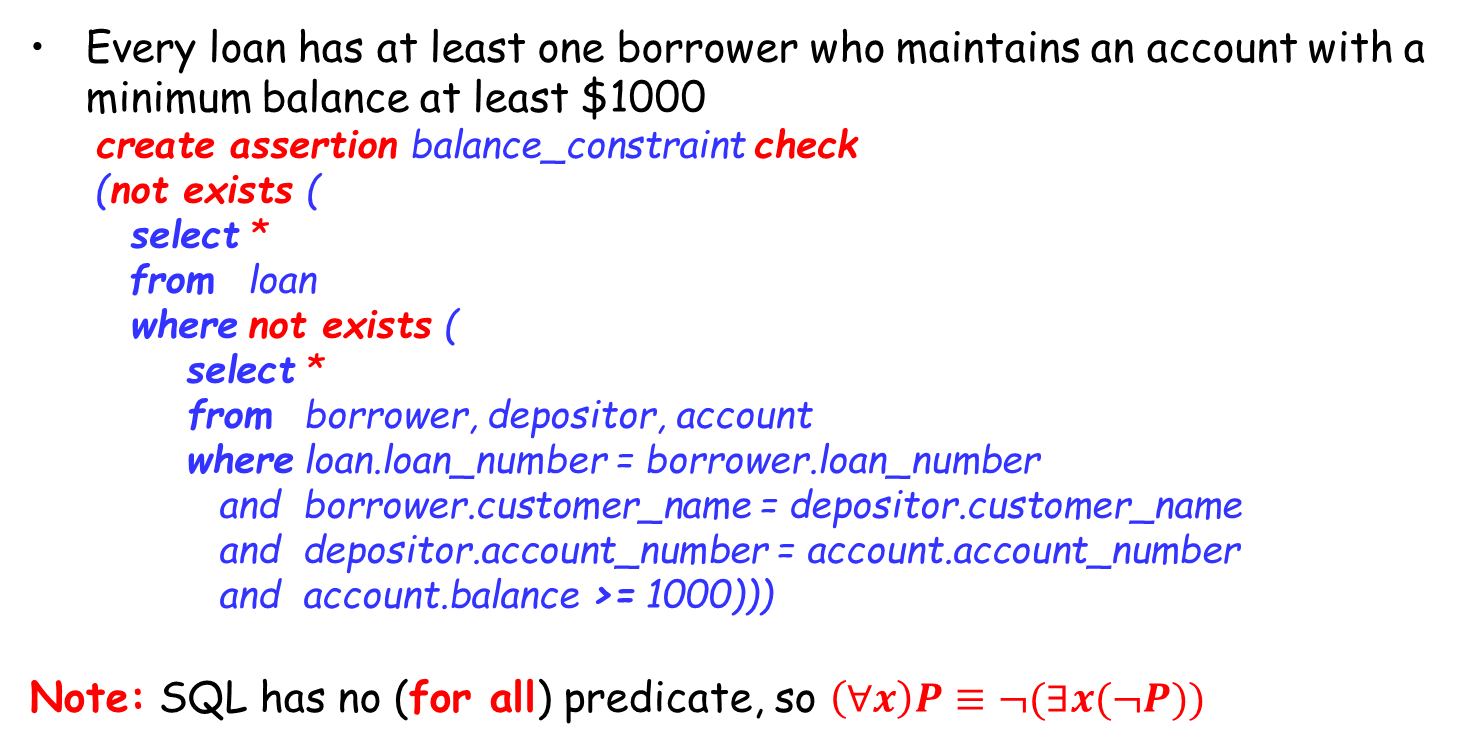 • Every loan has at least one borrower who maintains an account with a
minimum balance at least $1000
create assertion balance_constraint check
(not exists (
select *
from loan
where not exists (
select *
from borrower, depositor, account
where loan.loan_number = borrower.loan_number
and borrower.customer_name = depositor.customer_name
and depositor.account_number = account.account_number
and account.balance >= 1000)))
Note: SQL has no (for all) predicate, so (∀x)P ≡ ¬(∃x(¬P))